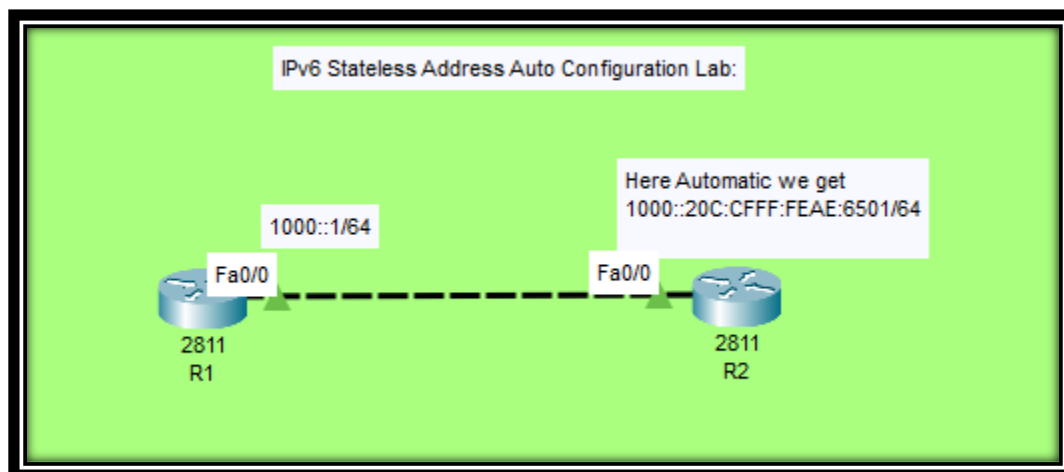 IPv6 Stateless Address Auto Configuration Lab:
Here Automatic we get
1000::20C:CFFF:FEAE:6501/64
1000::1/64
Fa0/0
Fa0/0
2811
R1
2811
R2